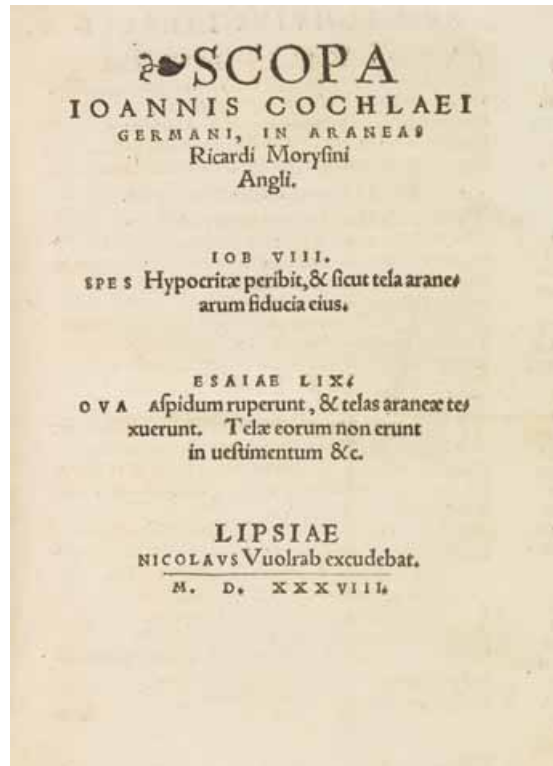 ❧SCOPA
IOANNIS COCHLAEI
GERMANI, IN ARANEAS
Ricardi Morysini
Angli.
IOB VIII.
SPES Hypocritæ peribit, & sicut tela arane⸗
arum fiducia eius.
ESAIAE LIX.
OVA Aspidum ruperunt, & telas araneæ te⸗
xuerunt. Telæ eorum non erunt
in uestimentum &c.
LIPSIAE
NICOLAVS Vuolrab excudebat.
M. D. XXXVIII.